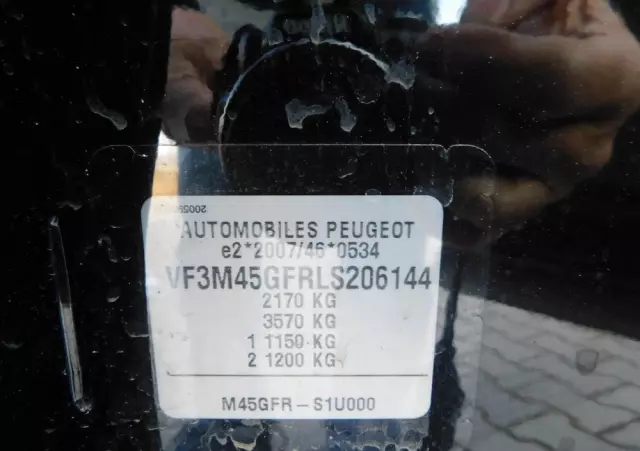 AUTOMOBILES PEUGEOT
e2*2007/46*0534
VF3M45GFRLS206144
2170 KG
3570 KG
1 1150 KG
2 1200 KG
M45GFR - S1U000